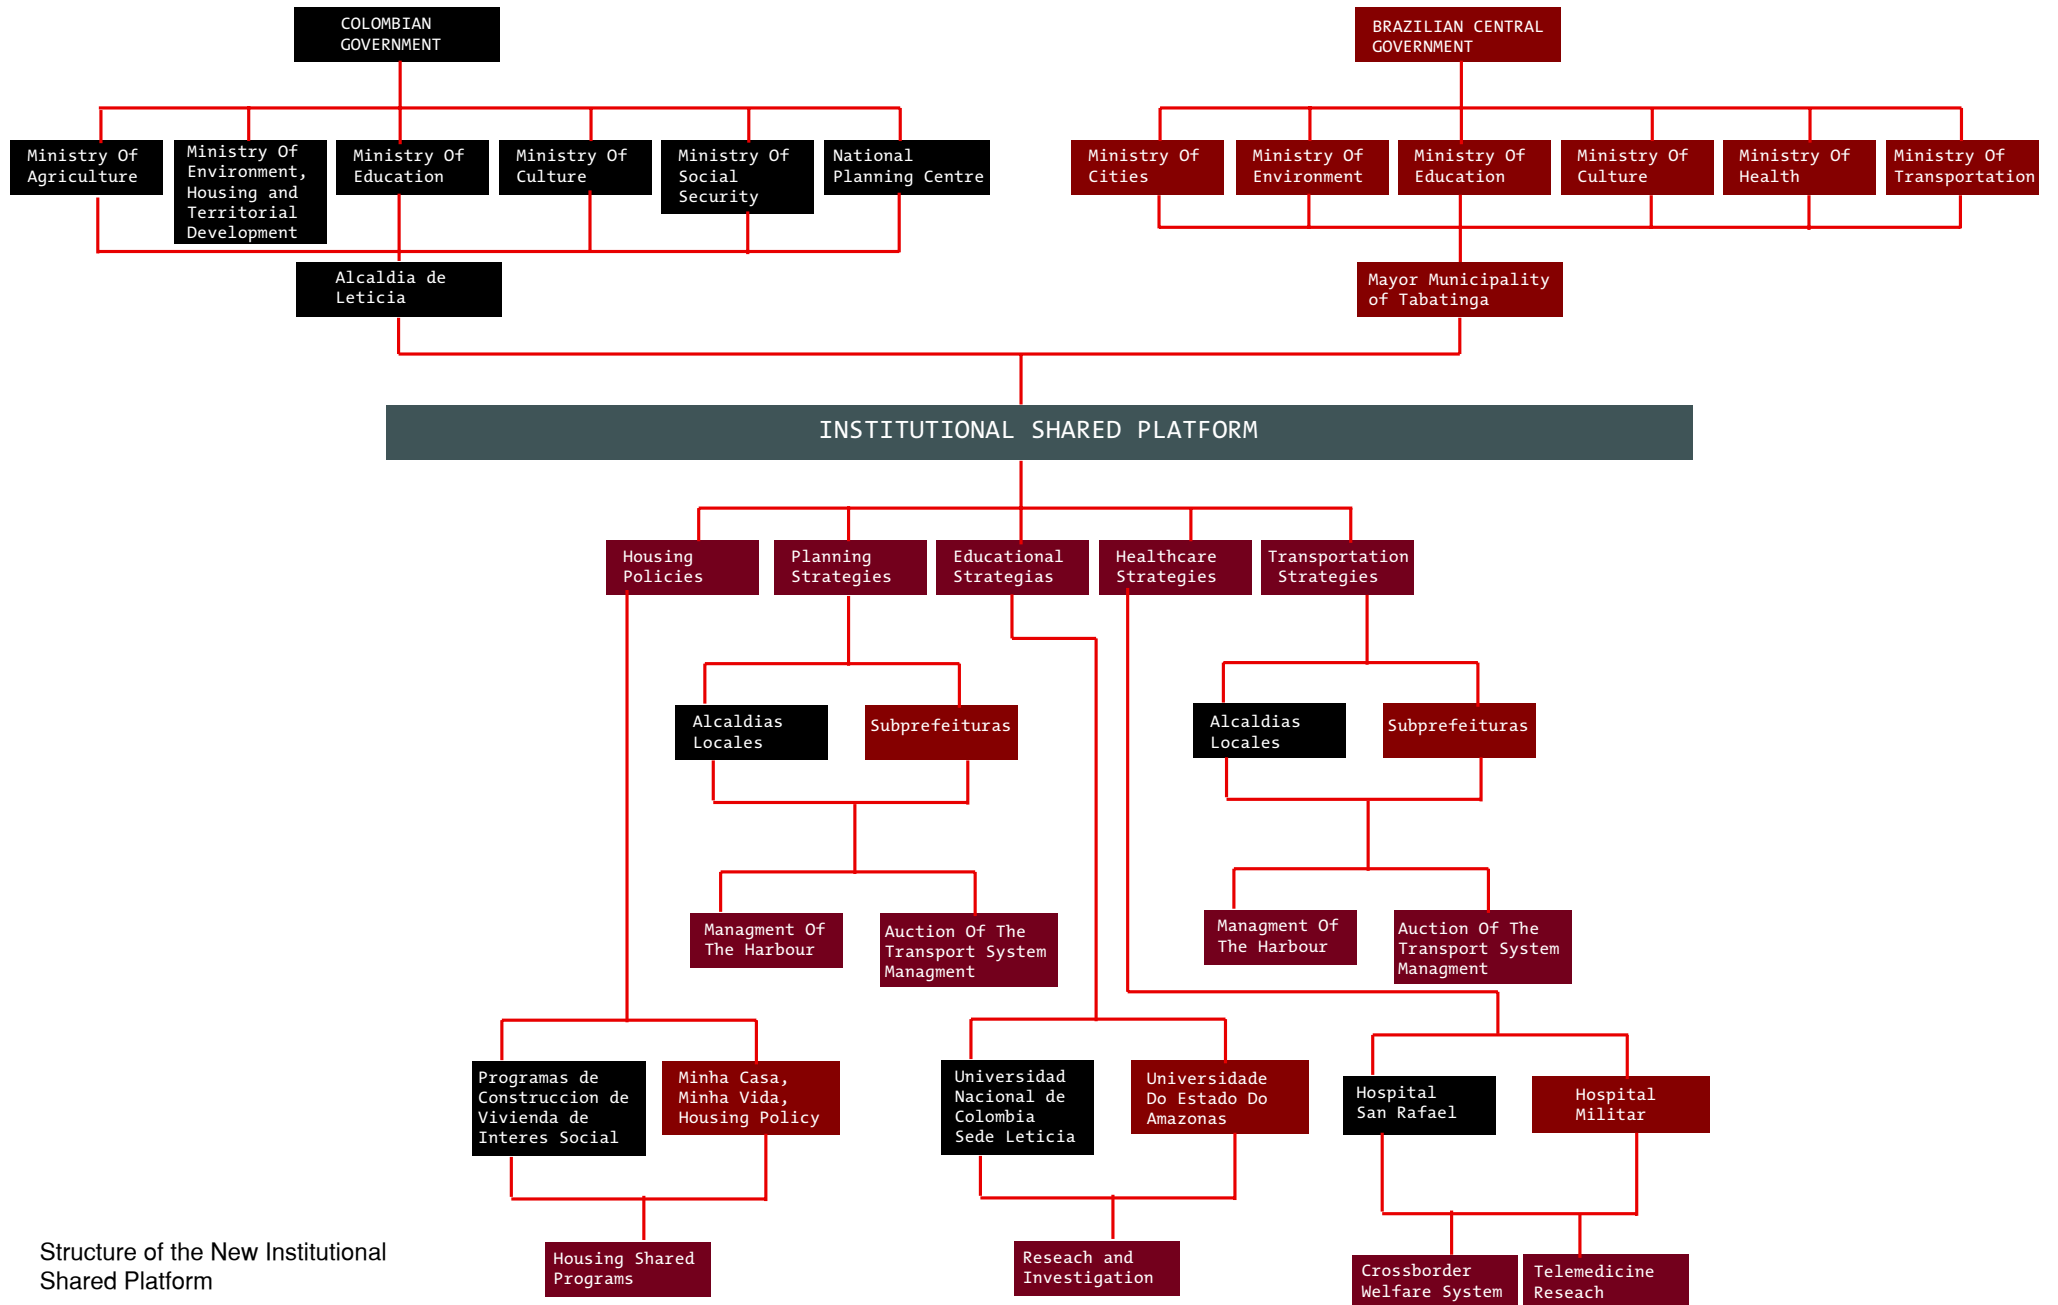 COLOMBIAN
GOVERNMENT
BRAZILIAN CENTRAL
GOVERNMENT
Ministry Of
Agriculture
Ministry Of
Environment,
Housing and
Territorial
Development
Ministry Of
Education
Ministry Of
Culture
Ministry Of
Social
Security
National
Planning Centre
Ministry Of
Cities
Ministry Of
Environment
Ministry Of
Education
Ministry Of
Culture
Ministry Of
Health
Ministry Of
Transportation
Alcaldia de
Leticia
Mayor Municipality
of Tabatinga
INSTITUTIONAL SHARED PLATFORM
Housing
Policies
Planning
Strategies
Educational
Strategias
Healthcare
Strategies
Transportation
Strategies
Alcaldias
Locales
Subprefeituras
Alcaldias
Locales
Subprefeituras
Managment Of
The Harbour
Auction Of The
Transport System
Managment
Managment Of
The Harbour
Auction Of The
Transport System
Managment
Programas de
Construccion de
Vivienda de
Interes Social
Minha Casa,
Minha Vida,
Housing Policy
Universidad
Nacional de
Colombia
Sede Leticia
Universidade
Do Estado Do
Amazonas
Hospital
San Rafael
Hospital
Militar
Housing Shared
Programs
Reseach and
Investigation
Crossborder
Welfare System
Telemedicine
Reseach
Structure of the New Institutional
Shared Platform